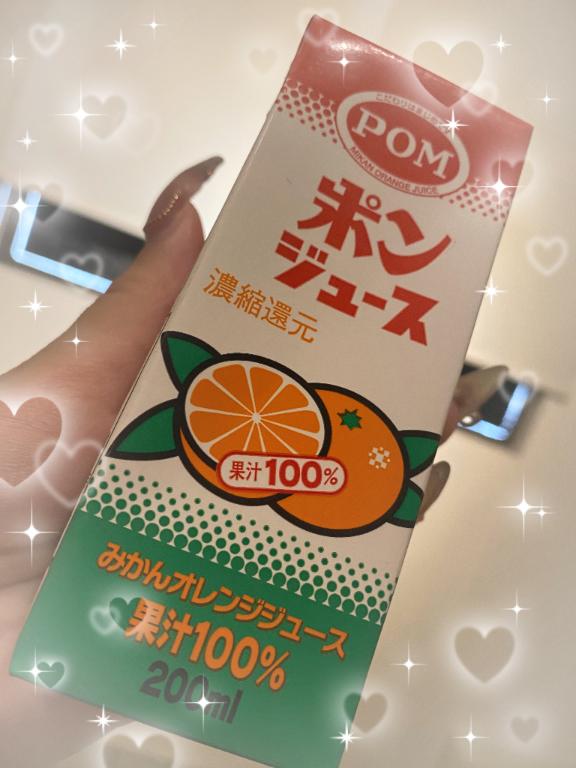 POM
MIKAN ORANGE JUICE
ポン
ジュース
濃縮還元
果汁100%
みかんオレンジジュース
果汁100%
200ml